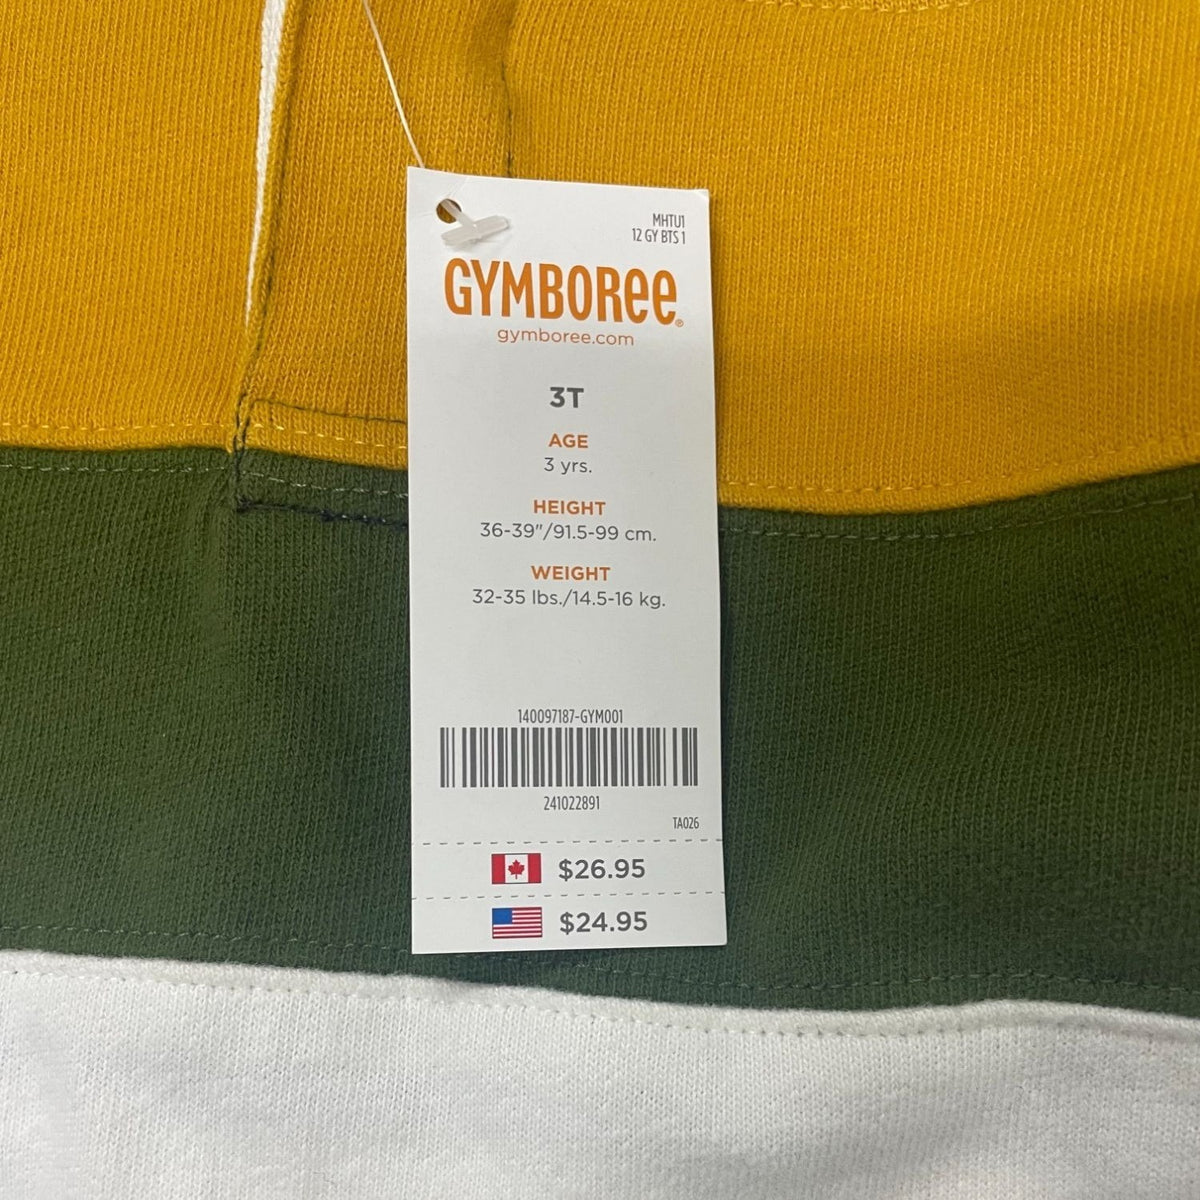 MHTU1
12 GY BTS 1
GYMBOREE®
gymboree.com
3T
AGE
3 yrs.
HEIGHT
36-39"/91.5-99 cm.
WEIGHT
32-35 lbs./14.5-16 kg.
140097187-GYM001
241022891
TA026
$26.95
$24.95